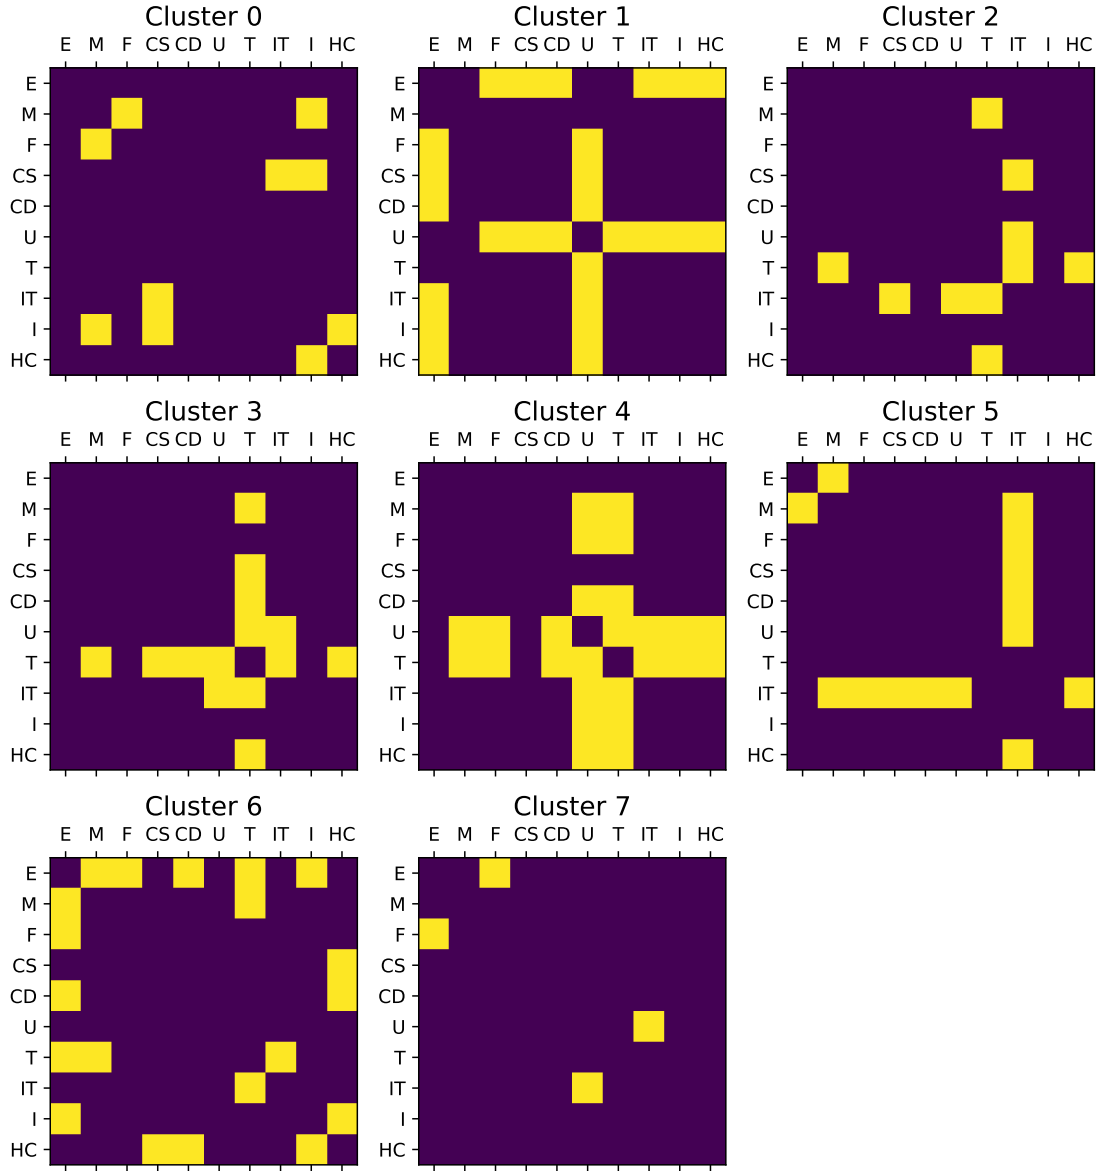 Cluster 0 Cluster 1 Cluster 2
E M F CS CD U T IT I HC E M F CS CD U T IT I HC E M F CS CD U T IT I HC
E E E
M M M
F F F
CS CS CS
CD CD CD
U U U
T T T
IT IT IT
I I I
HC HC HC
Cluster 3 Cluster 4 Cluster 5
E M F CS CD U T IT I HC E M F CS CD U T IT I HC E M F CS CD U T IT I HC
E E E
M M M
F F F
CS CS CS
CD CD CD
U U U
T T T
IT IT IT
I I I
HC HC HC
Cluster 6 Cluster 7
E M F CS CD U T IT I HC E M F CS CD U T IT I HC
E E
M M
F F
CS CS
CD CD
U U
T T
IT IT
I I
HC HC